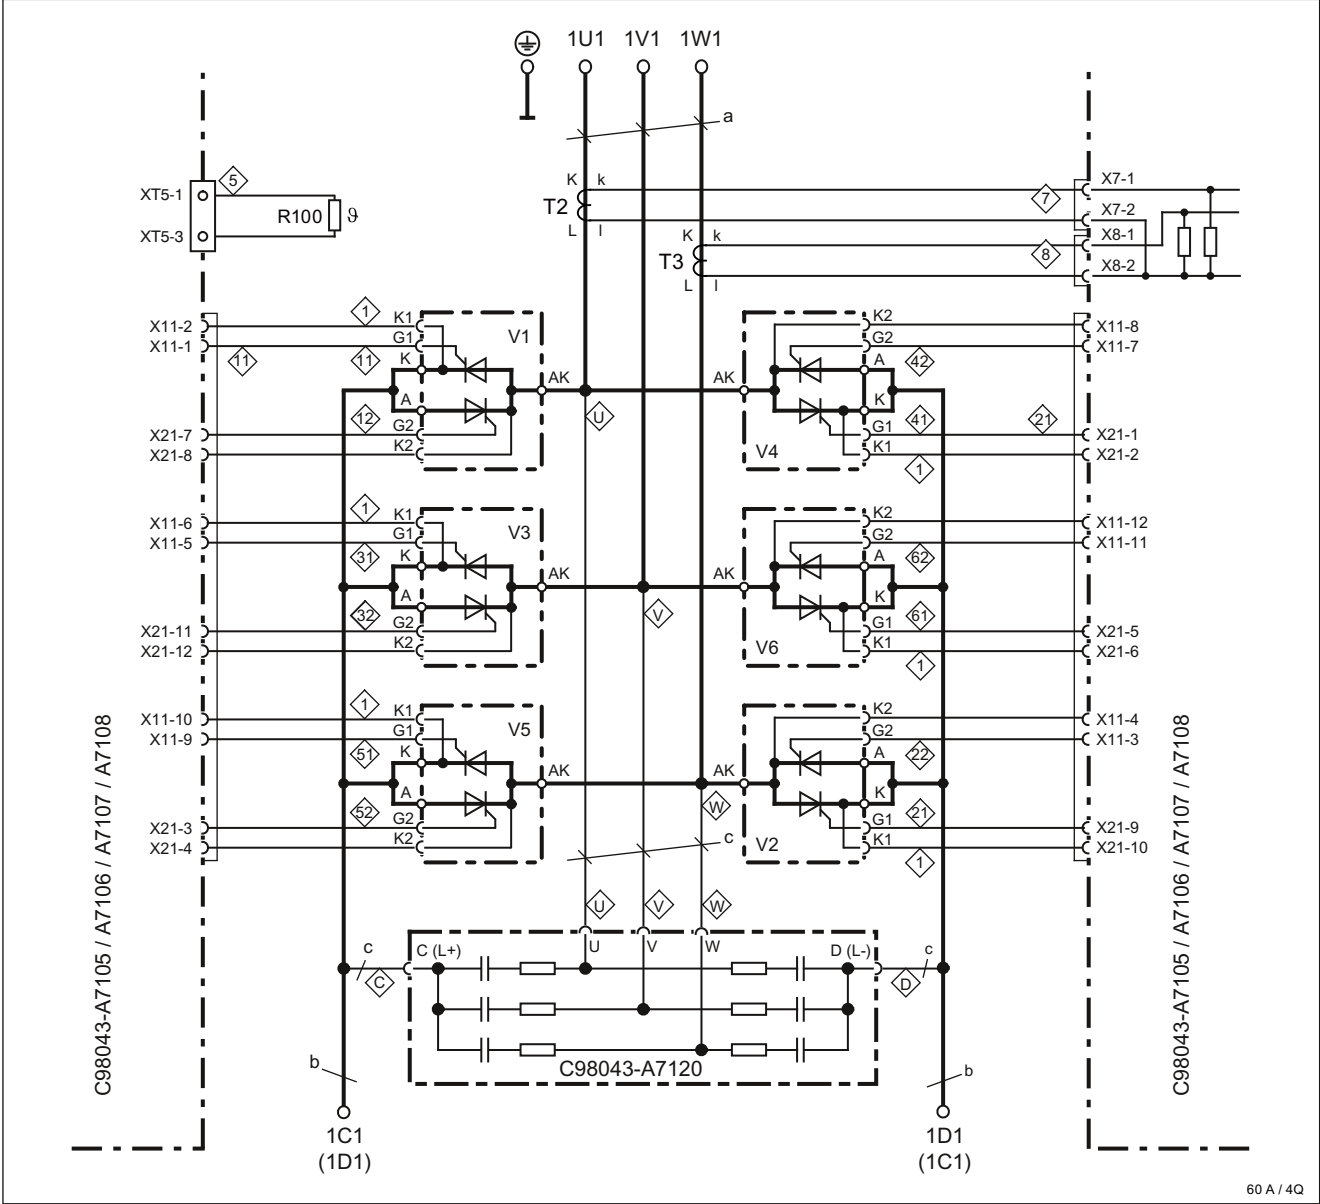 1U1 1V1 1W1
a
XT5-1
5
R100 ϑ
XT5-3
K k
T2
L l
K k
T3
L l
7
8
X7-1
X7-2
X8-1
X8-2
X11-2
X11-1
11
1
11
12
K1
G1
K
A
G2
K2
V1
AK
X21-7
X21-8
U
AK
V4
K2
G2
A
K
G1
K1
42
41
1
21
X11-8
X11-7
X21-1
X21-2
X11-6
X11-5
1
31
32
K1
G1
K
A
G2
K2
V3
AK
X21-11
X21-12
V
AK
V6
K2
G2
A
K
G1
K1
62
61
1
X11-12
X11-11
X21-5
X21-6
X11-10
X11-9
1
51
52
K1
G1
K
A
G2
K2
V5
AK
X21-3
X21-4
W
c
AK
V2
K2
G2
A
K
G1
K1
22
21
1
X11-4
X11-3
X21-9
X21-10
U V W
U V W
c
C
C (L+)
D (L-)
c
D
C98043-A7120
b
b
1C1
(1D1)
1D1
(1C1)
C98043-A7105 / A7106 / A7107 / A7108
C98043-A7105 / A7106 / A7107 / A7108
60 A / 4Q